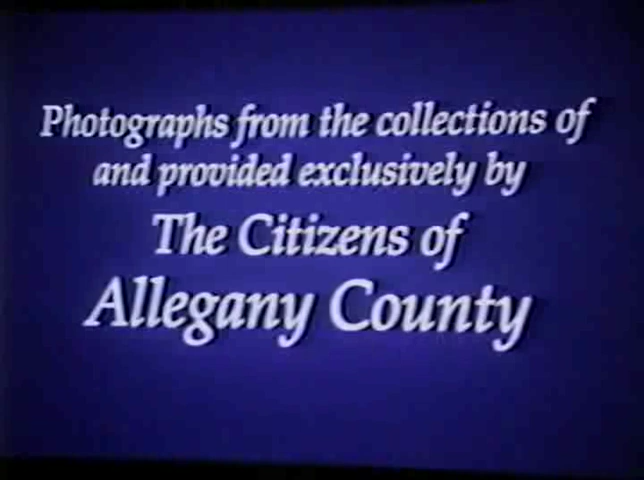 Photographs from the collections of
and provided exclusively by
The Citizens of
Allegany County